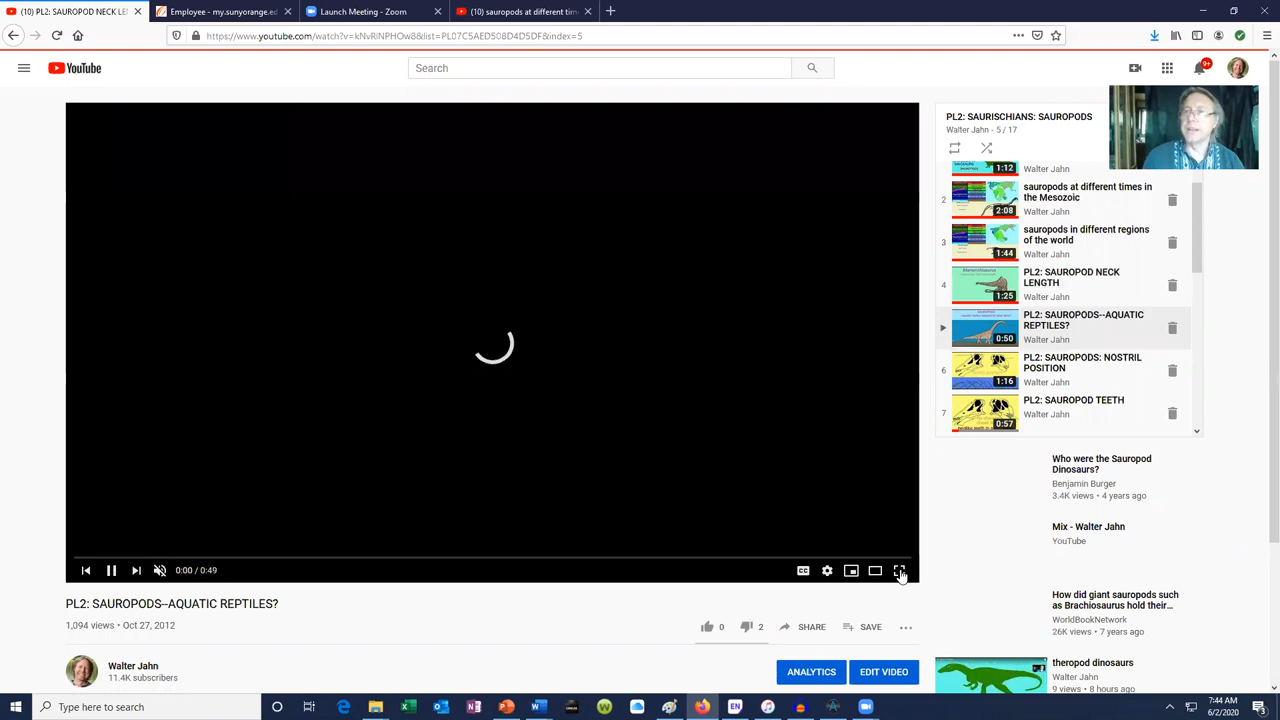 (10) PL2: SAUROPOD NECK LE
Employee - my.sunyorange.ed
Launch Meeting - Zoom
(10) sauropods at different tim
https://www.youtube.com/watch?v=kNvRlNPHOw8&list=PL07C5AED508D4D5DF&index=5
YouTube
Search
9+
PL2: SAURISCHIANS: SAUROPODS
Walter Jahn - 5 / 17
1:12
Walter Jahn
2
sauropods at different times in
the Mesozoic
2:08
Walter Jahn
3
sauropods in different regions
of the world
1:44
Walter Jahn
4
PL2: SAUROPOD NECK
LENGTH
1:25
Walter Jahn
PL2: SAUROPODS--AQUATIC
REPTILES?
0:50
Walter Jahn
6
PL2: SAUROPODS: NOSTRIL
POSITION
1:16
Walter Jahn
7
PL2: SAUROPOD TEETH
Walter Jahn
0:57
Who were the Sauropod
Dinosaurs?
Benjamin Burger
3.4K views • 4 years ago
Mix - Walter Jahn
YouTube
How did giant sauropods such
as Brachiosaurus hold their...
WorldBookNetwork
26K views • 7 years ago
theropod dinosaurs
Walter Jahn
9 views • 8 hours ago
0:00 / 0:49
CC
PL2: SAUROPODS--AQUATIC REPTILES?
1,094 views • Oct 27, 2012
0
2
SHARE
SAVE
Walter Jahn
11.4K subscribers
ANALYTICS
EDIT VIDEO
Type here to search
EN
7:44 AM
6/2/2020
3